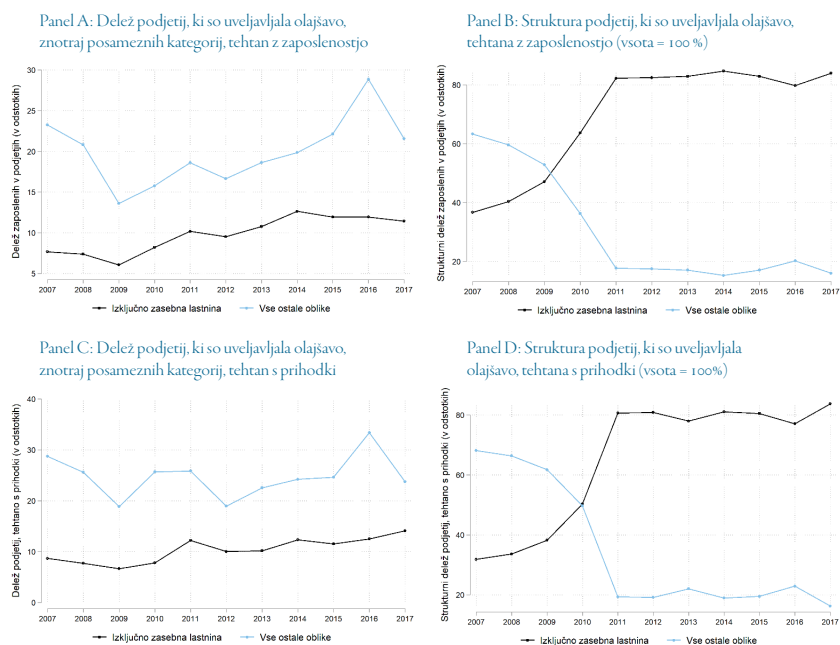 Panel A: Delež podjetij, ki so uveljavljala olajšavo,
znotraj posameznih kategorij, tehtan z zaposlenostjo
Delež zaposlenih v podjetjih (v odstotkih)
30
25
20
15
10
5
2007 2008 2009 2010 2011 2012 2013 2014 2015 2016 2017
Izključno zasebna lastnina Vse ostale oblike
Panel B: Struktura podjetij, ki so uveljavljala olajšavo,
tehtana z zaposlenostjo (vsota = 100 %)
Strukturni delež zaposlenih v podjetjih (v odstotkih)
80
60
40
20
2007 2008 2009 2010 2011 2012 2013 2014 2015 2016 2017
Izključno zasebna lastnina Vse ostale oblike
Panel C: Delež podjetij, ki so uveljavljala olajšavo,
znotraj posameznih kategorij, tehtan s prihodki
Delež podjetij, tehtano s prihodki (v odstotkih)
40
30
20
10
0
2007 2008 2009 2010 2011 2012 2013 2014 2015 2016 2017
Izključno zasebna lastnina Vse ostale oblike
Panel D: Struktura podjetij, ki so uveljavljala
olajšavo, tehtana s prihodki (vsota = 100%)
Strukturni delež podjetij, tehtano s prihodki (v odstotkih)
80
60
40
20
2007 2008 2009 2010 2011 2012 2013 2014 2015 2016 2017
Izključno zasebna lastnina Vse ostale oblike